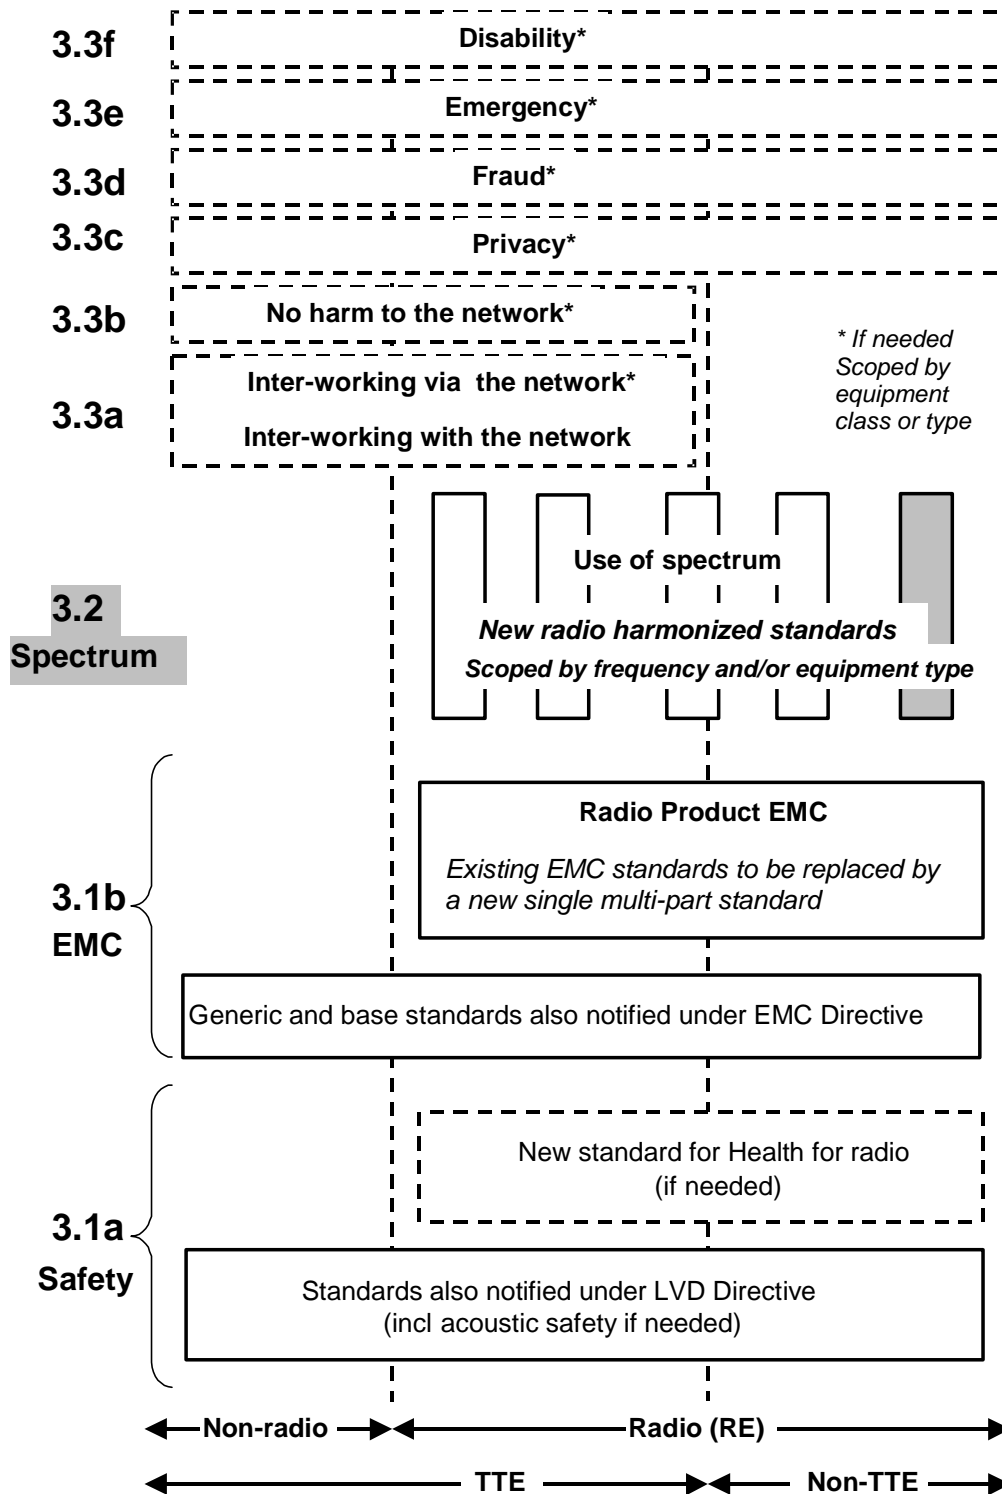 3.3f
Disability*
3.3e
Emergency*
3.3d
Fraud*
3.3c
Privacy*
3.3b
No harm to the network*
* If needed
Scoped by
equipment
class or type
3.3a
Inter-working via the network*
Inter-working with the network
Use of spectrum
3.2
Spectrum
New radio harmonized standards
Scoped by frequency and/or equipment type
3.1b
EMC
Radio Product EMC
Existing EMC standards to be replaced by
a new single multi-part standard
Generic and base standards also notified under EMC Directive
3.1a
Safety
New standard for Health for radio
(if needed)
Standards also notified under LVD Directive
(incl acoustic safety if needed)
Non-radio
Radio (RE)
TTE
Non-TTE